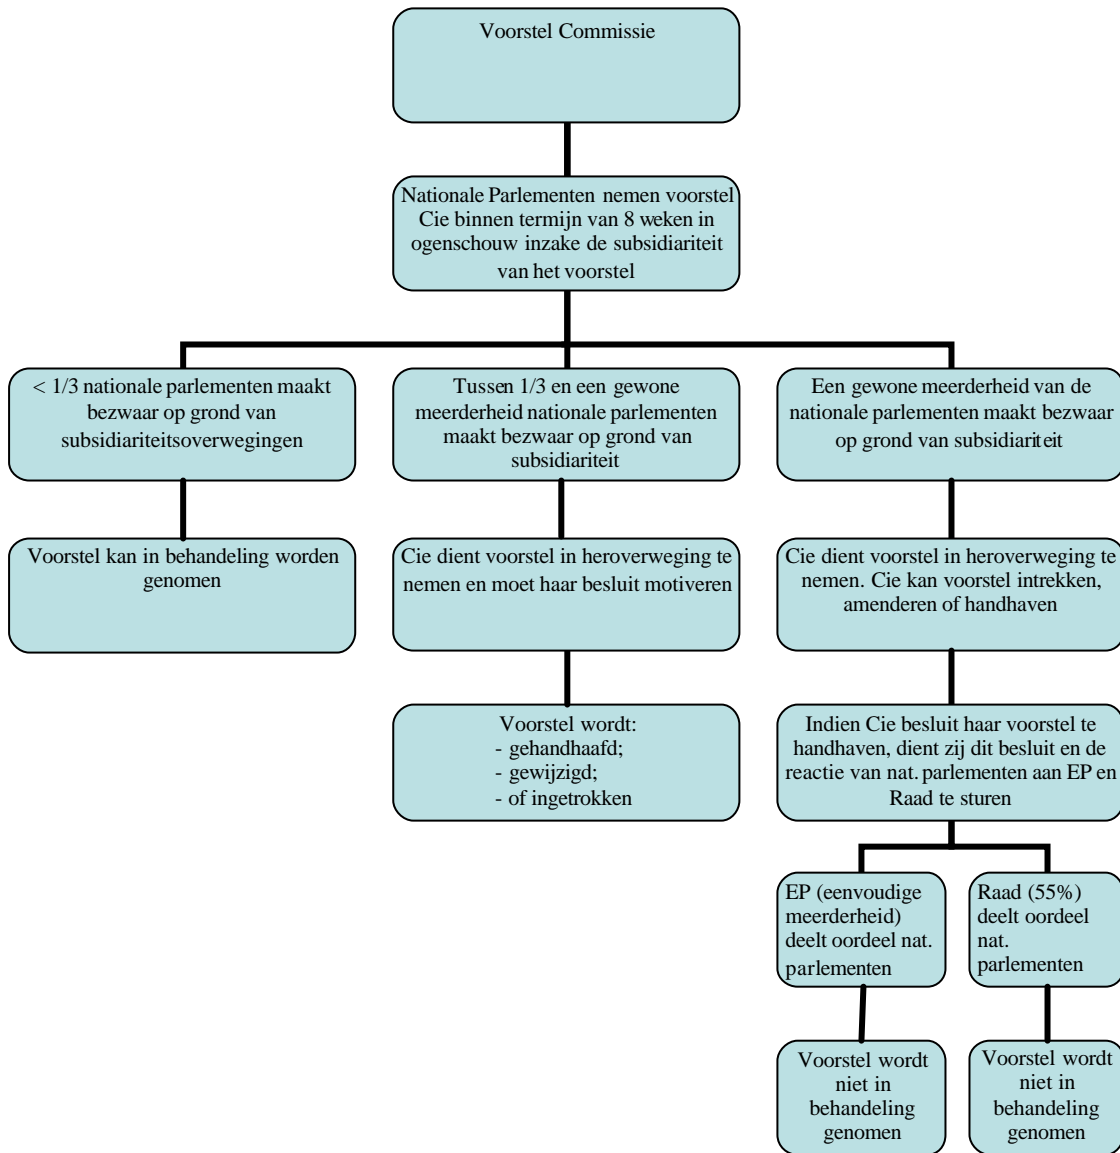 Voorstel Commissie
Nationale Parlementen nemen voorstel
Cie binnen termijn van 8 weken in
ogenschouw inzake de subsidiariteit
van het voorstel
< 1/3 nationale parlementen maakt
bezwaar op grond van
subsidiariteitsoverwegingen
Tussen 1/3 en een gewone
meerderheid nationale parlementen
maakt bezwaar op grond van
subsidiariteit
Een gewone meerderheid van de
nationale parlementen maakt bezwaar
op grond van subsidiariteit
Voorstel kan in behandeling worden
genomen
Cie dient voorstel in heroverweging te
nemen en moet haar besluit motiveren
Cie dient voorstel in heroverweging te
nemen. Cie kan voorstel intrekken,
amenderen of handhaven
Voorstel wordt:
- gehandhaafd;
- gewijzigd;
- of ingetrokken
Indien Cie besluit haar voorstel te
handhaven, dient zij dit besluit en de
reactie van nat. parlementen aan EP en
Raad te sturen
EP (eenvoudige
meerderheid)
deelt oordeel nat.
parlementen
Raad (55%)
deelt oordeel
nat.
parlementen
Voorstel wordt
niet in
behandeling
genomen
Voorstel wordt
niet in
behandeling
genomen